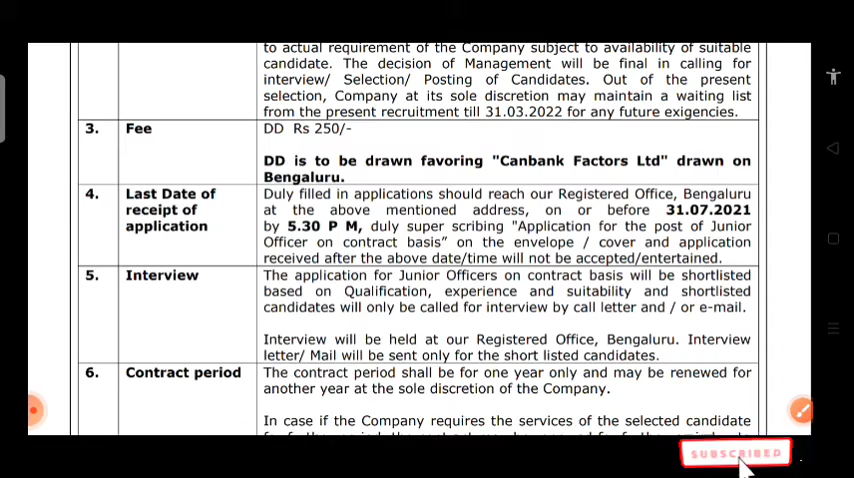 to actual requirement of the Company subject to availability of suitable
candidate. The decision of Management will be final in calling for
interview/ Selection/ Posting of Candidates. Out of the present
selection, Company at its sole discretion may maintain a waiting list
from the present recruitment till 31.03.2022 for any future exigencies.
3. Fee DD Rs 250/-
DD is to be drawn favoring "Canbank Factors Ltd" drawn on
Bengaluru.
4. Last Date of Duly filled in applications should reach our Registered Office, Bengaluru
receipt of at the above mentioned address, on or before 31.07.2021
application by 5.30 P M, duly super scribing "Application for the post of Junior
Officer on contract basis" on the envelope / cover and application
received after the above date/time will not be accepted/entertained.
5. Interview The application for Junior Officers on contract basis will be shortlisted
based on Qualification, experience and suitability and shortlisted
candidates will only be called for interview by call letter and / or e-mail.
Interview will be held at our Registered Office, Bengaluru. Interview
letter/ Mail will be sent only for the short listed candidates.
6. Contract period The contract period shall be for one year only and may be renewed for
another year at the sole discretion of the Company.
In case if the Company requires the services of the selected candidate
SUBSCRIBED